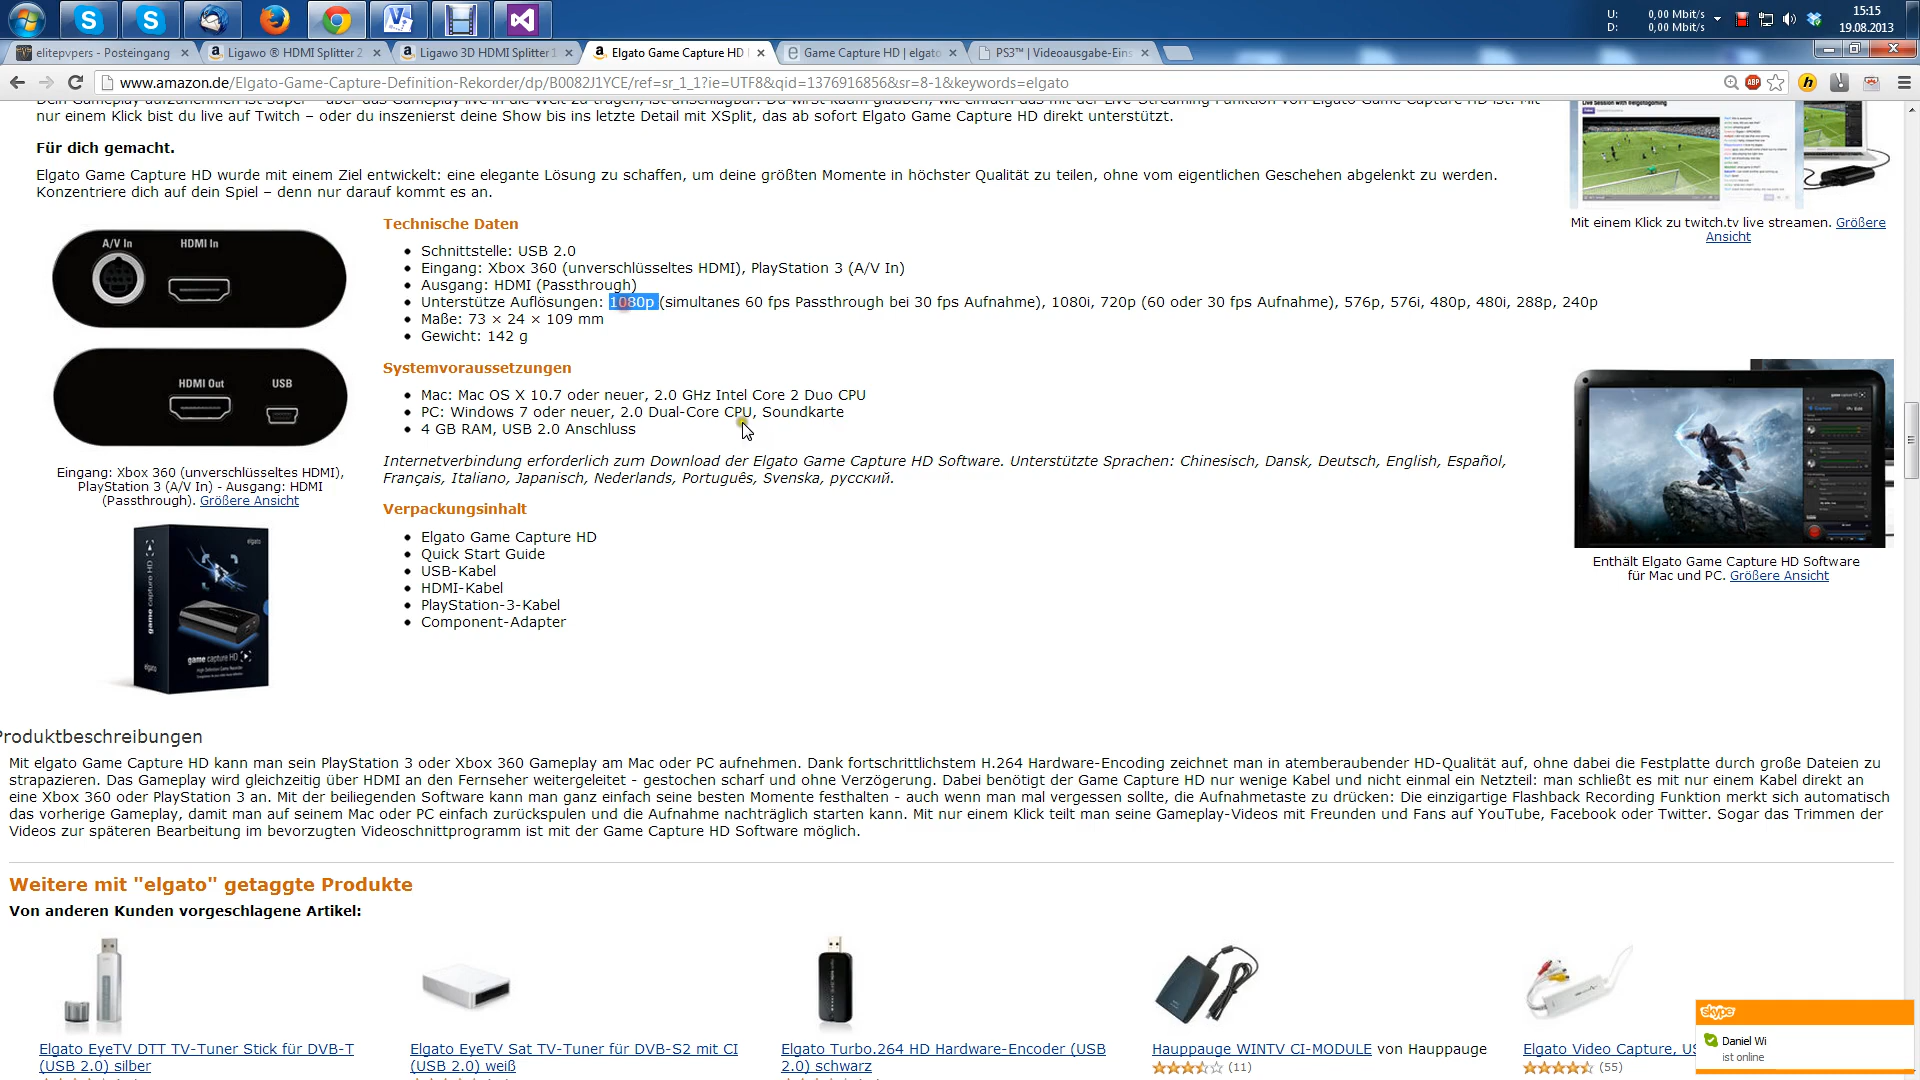 U: 0,00 Mbit/s
D: 0,00 Mbit/s
15:15
19.08.2013
elitepvpers - Posteingang
Ligawo ® HDMI Splitter 2
Ligawo 3D HDMI Splitter 1
Elgato Game Capture HD
Game Capture HD | elgato
PS3™ | Videoausgabe-Eins
www.amazon.de/Elgato-Game-Capture-Definition-Rekorder/dp/B0082J1YCE/ref=sr_1_1?ie=UTF8&qid=1376916856&sr=8-1&keywords=elgato
nur einem Klick bist du live auf Twitch – oder du inszenierst deine Show bis ins letzte Detail mit XSplit, das ab sofort Elgato Game Capture HD direkt unterstützt.
Für dich gemacht.
Elgato Game Capture HD wurde mit einem Ziel entwickelt: eine elegante Lösung zu schaffen, um deine größten Momente in höchster Qualität zu teilen, ohne vom eigentlichen Geschehen abgelenkt zu werden.
Konzentriere dich auf dein Spiel – denn nur darauf kommt es an.
Mit einem Klick zu twitch.tv live streamen. Größere
Ansicht
A/V In HDMI In
HDMI Out USB
Eingang: Xbox 360 (unverschlüsseltes HDMI),
PlayStation 3 (A/V In) - Ausgang: HDMI
(Passthrough). Größere Ansicht
Technische Daten
Schnittstelle: USB 2.0
Eingang: Xbox 360 (unverschlüsseltes HDMI), PlayStation 3 (A/V In)
Ausgang: HDMI (Passthrough)
Unterstütze Auflösungen: 1080p (simultanes 60 fps Passthrough bei 30 fps Aufnahme), 1080i, 720p (60 oder 30 fps Aufnahme), 576p, 576i, 480p, 480i, 288p, 240p
Maße: 73 × 24 × 109 mm
Gewicht: 142 g
Systemvoraussetzungen
Mac: Mac OS X 10.7 oder neuer, 2.0 GHz Intel Core 2 Duo CPU
PC: Windows 7 oder neuer, 2.0 Dual-Core CPU, Soundkarte
4 GB RAM, USB 2.0 Anschluss
Internetverbindung erforderlich zum Download der Elgato Game Capture HD Software. Unterstützte Sprachen: Chinesisch, Dansk, Deutsch, English, Español,
Français, Italiano, Japanisch, Nederlands, Português, Svenska, русский.
Verpackungsinhalt
Elgato Game Capture HD
Quick Start Guide
USB-Kabel
HDMI-Kabel
PlayStation-3-Kabel
Component-Adapter
Enthält Elgato Game Capture HD Software
für Mac und PC. Größere Ansicht
elgato
game capture HD
Produktbeschreibungen
Mit elgato Game Capture HD kann man sein PlayStation 3 oder Xbox 360 Gameplay am Mac oder PC aufnehmen. Dank fortschrittlichstem H.264 Hardware-Encoding zeichnet man in atemberaubender HD-Qualität auf, ohne dabei die Festplatte durch große Dateien zu
strapazieren. Das Gameplay wird gleichzeitig über HDMI an den Fernseher weitergeleitet - gestochen scharf und ohne Verzögerung. Dabei benötigt der Game Capture HD nur wenige Kabel und nicht einmal ein Netzteil: man schließt es mit nur einem Kabel direkt an
eine Xbox 360 oder PlayStation 3 an. Mit der beiliegenden Software kann man ganz einfach seine besten Momente festhalten - auch wenn man mal vergessen sollte, die Aufnahmetaste zu drücken: Die einzigartige Flashback Recording Funktion merkt sich automatisch
das vorherige Gameplay, damit man auf seinem Mac oder PC einfach zurückspulen und die Aufnahme nachträglich starten kann. Mit nur einem Klick teilt man seine Gameplay-Videos mit Freunden und Fans auf YouTube, Facebook oder Twitter. Sogar das Trimmen der
Videos zur späteren Bearbeitung im bevorzugten Videoschnittprogramm ist mit der Game Capture HD Software möglich.
Weitere mit "elgato" getaggte Produkte
Von anderen Kunden vorgeschlagene Artikel:
Elgato EyeTV DTT TV-Tuner Stick für DVB-T
(USB 2.0) silber
Elgato EyeTV Sat TV-Tuner für DVB-S2 mit CI
(USB 2.0) weiß
Elgato Turbo.264 HD Hardware-Encoder (USB
2.0) schwarz
Hauppauge WINTV CI-MODULE von Hauppauge
(11)
Elgato Video Capture, US
(55)
skype
Daniel Wi
ist online